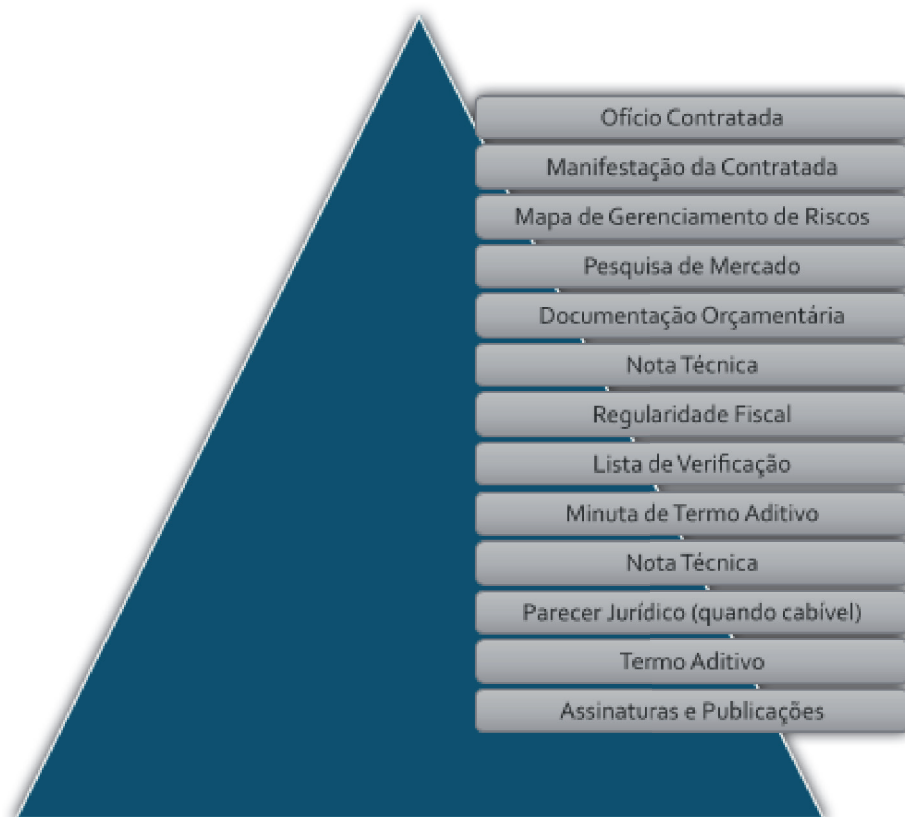 Ofício Contratada
Manifestação da Contratada
Mapa de Gerenciamento de Riscos
Pesquisa de Mercado
Documentação Orçamentária
Nota Técnica
Regularidade Fiscal
Lista de Verificação
Minuta de Termo Aditivo
Nota Técnica
Parecer Jurídico (quando cabível)
Termo Aditivo
Assinaturas e Publicações